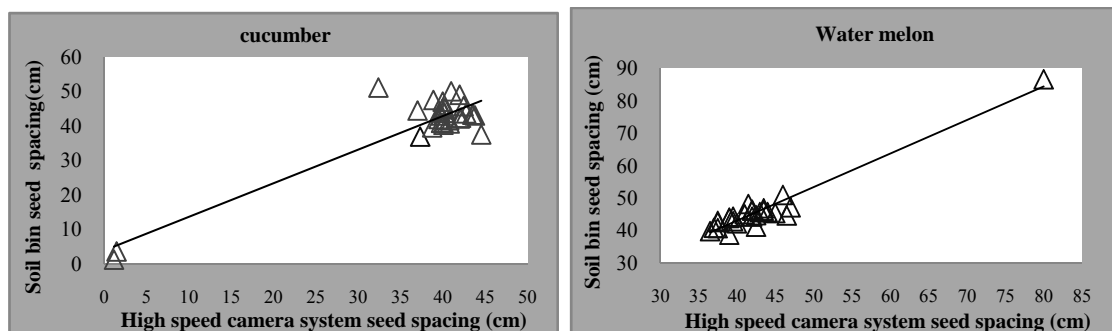 cucumber
Soil bin seed spacing(cm)
60
50
40
30
20
10
0
0 5 10 15 20 25 30 35 40 45 50
High speed camera system seed spacing (cm)
Water melon
Soil bin seed spacing (cm)
90
80
70
60
50
40
30
30 35 40 45 50 55 60 65 70 75 80 85
High speed camera system seed spacing (cm)